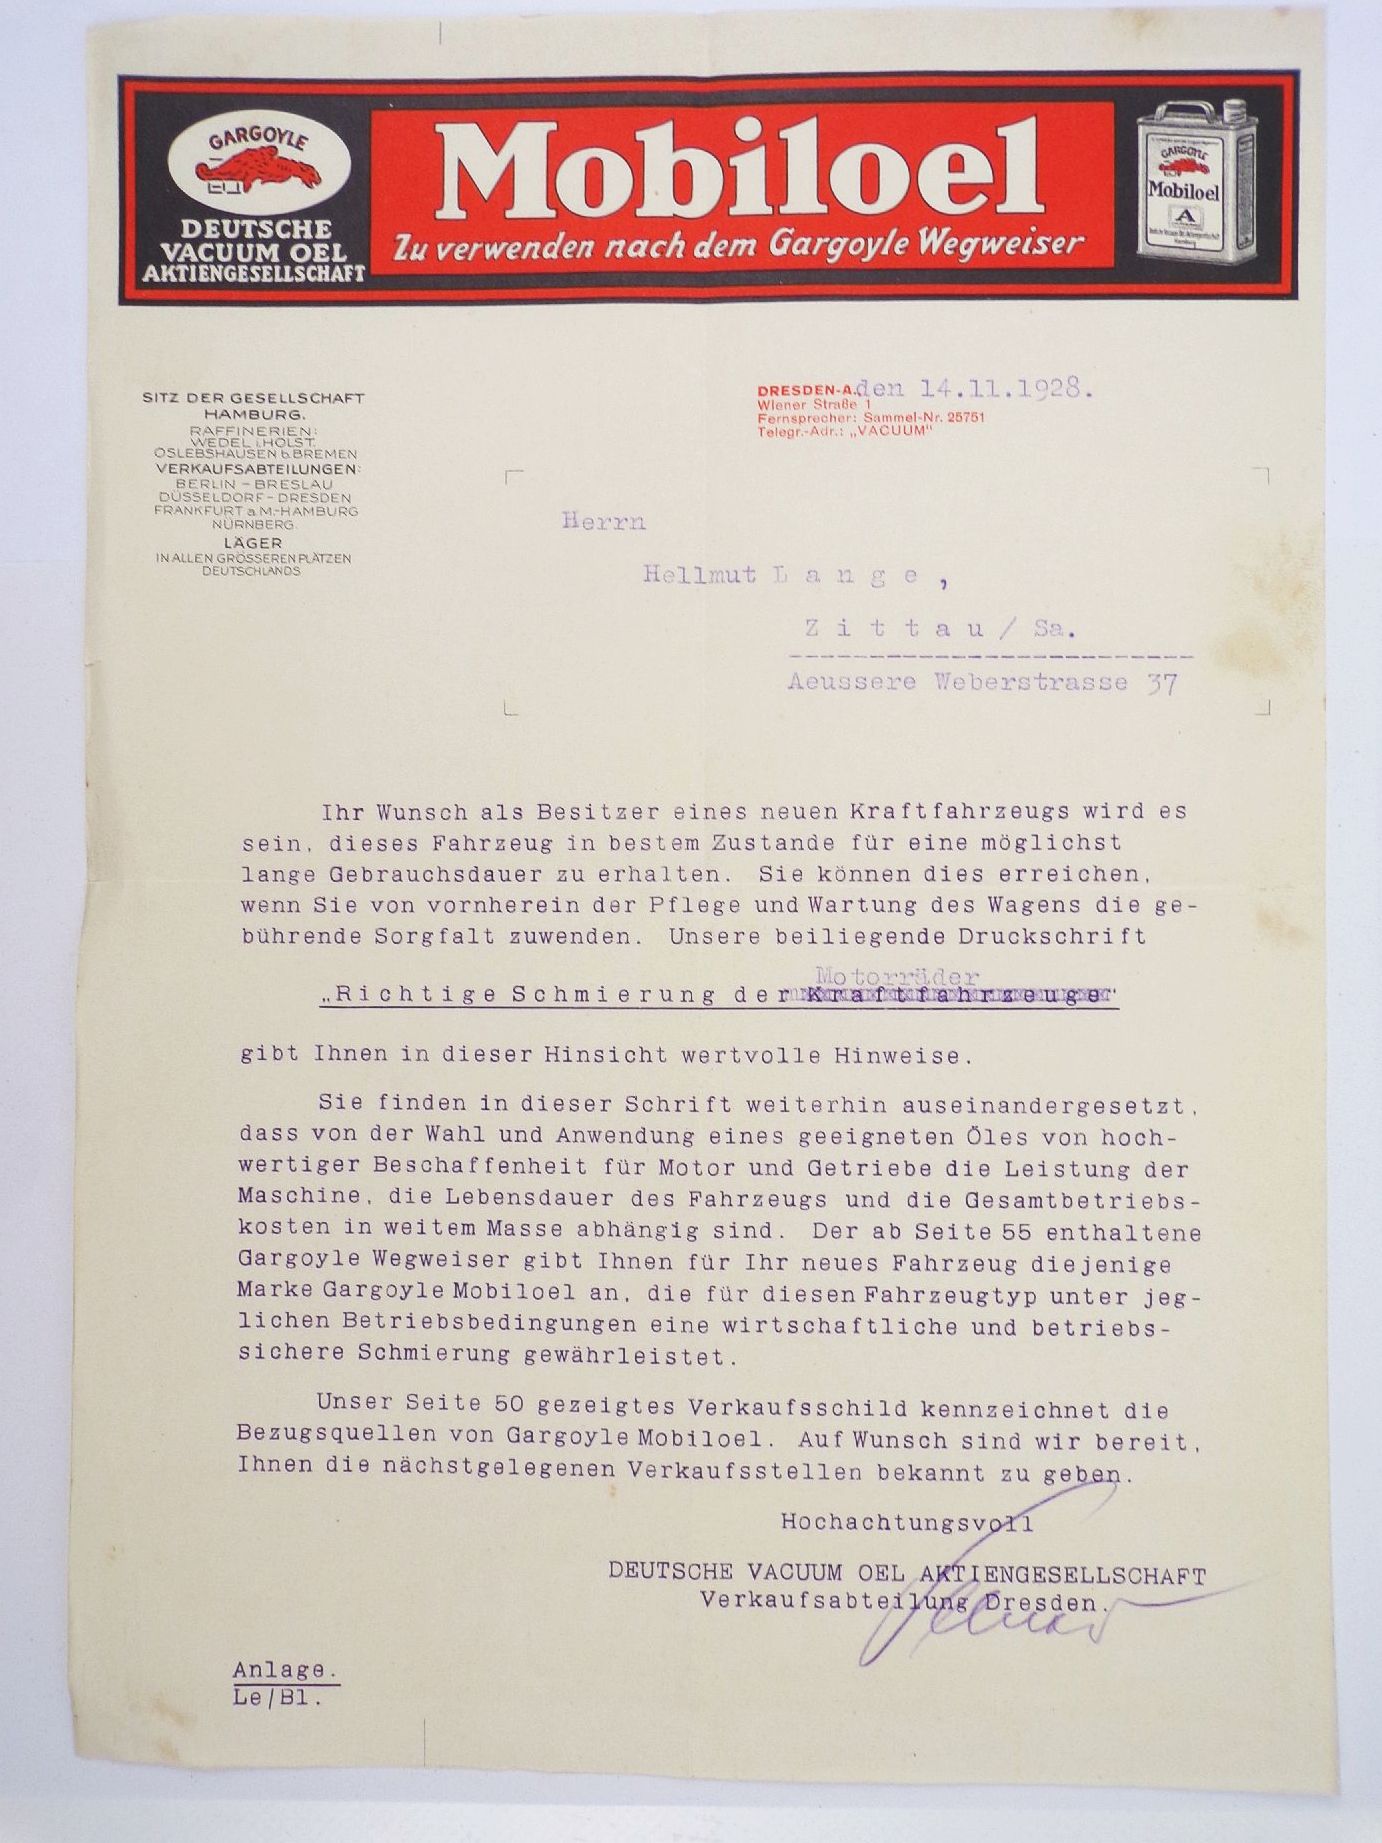 GARGOYLE
DEUTSCHE
VACUUM OEL
AKTIENGESELLSCHAFT
Mobiloel
Zu verwenden nach dem Gargoyle Wegweiser
GARGOYLE
Mobiloel
A
Hamburg
SITZ DER GESELLSCHAFT
HAMBURG.
RAFFINERIEN:
WEDEL i.HOLST.
OSLEBSHAUSEN b.BREMEN
VERKAUFSABTEILUNGEN:
BERLIN – BRESLAU
DÜSSELDORF – DRESDEN
FRANKFURT a.M.-HAMBURG
NÜRNBERG.
LÄGER
IN ALLEN GRÖSSEREN PLÄTZEN
DEUTSCHLANDS
DRESDEN-A. den 14.11.1928.
Wiener Straße 1
Fernsprecher: Sammel-Nr. 25751
Telegr.-Adr.: „VACUUM"
Herrn
Hellmut L a n g e ,
Z i t t a u / Sa.
Aeussere Weberstrasse 37
Ihr Wunsch als Besitzer eines neuen Kraftfahrzeugs wird es
sein, dieses Fahrzeug in bestem Zustande für eine möglichst
lange Gebrauchsdauer zu erhalten. Sie können dies erreichen,
wenn Sie von vornherein der Pflege und Wartung des Wagens die ge-
bührende Sorgfalt zuwenden. Unsere beiliegende Druckschrift
Motorräder
„Richtige Schmierung der Kraftfahrzeuge"
gibt Ihnen in dieser Hinsicht wertvolle Hinweise.
Sie finden in dieser Schrift weiterhin auseinandergesetzt,
dass von der Wahl und Anwendung eines geeigneten Öles von hoch-
wertiger Beschaffenheit für Motor und Getriebe die Leistung der
Maschine, die Lebensdauer des Fahrzeugs und die Gesamtbetriebs-
kosten in weitem Masse abhängig sind. Der ab Seite 55 enthaltene
Gargoyle Wegweiser gibt Ihnen für Ihr neues Fahrzeug diejenige
Marke Gargoyle Mobiloel an, die für diesen Fahrzeugtyp unter jeg-
lichen Betriebsbedingungen eine wirtschaftliche und betriebs-
sichere Schmierung gewährleistet.
Unser Seite 50 gezeigtes Verkaufsschild kennzeichnet die
Bezugsquellen von Gargoyle Mobiloel. Auf Wunsch sind wir bereit,
Ihnen die nächstgelegenen Verkaufsstellen bekannt zu geben.
Hochachtungsvoll
DEUTSCHE VACUUM OEL AKTIENGESELLSCHAFT
Verkaufsabteilung Dresden.
Anlage.
Le/Bl.